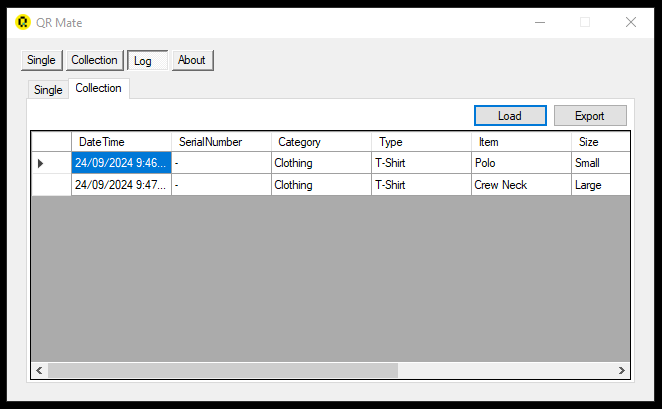 QR Mate
Single Collection Log About
Single Collection
Load Export
DateTime SerialNumber Category Type Item Size
24/09/2024 9:46... - Clothing T-Shirt Polo Small
24/09/2024 9:47... - Clothing T-Shirt Crew Neck Large